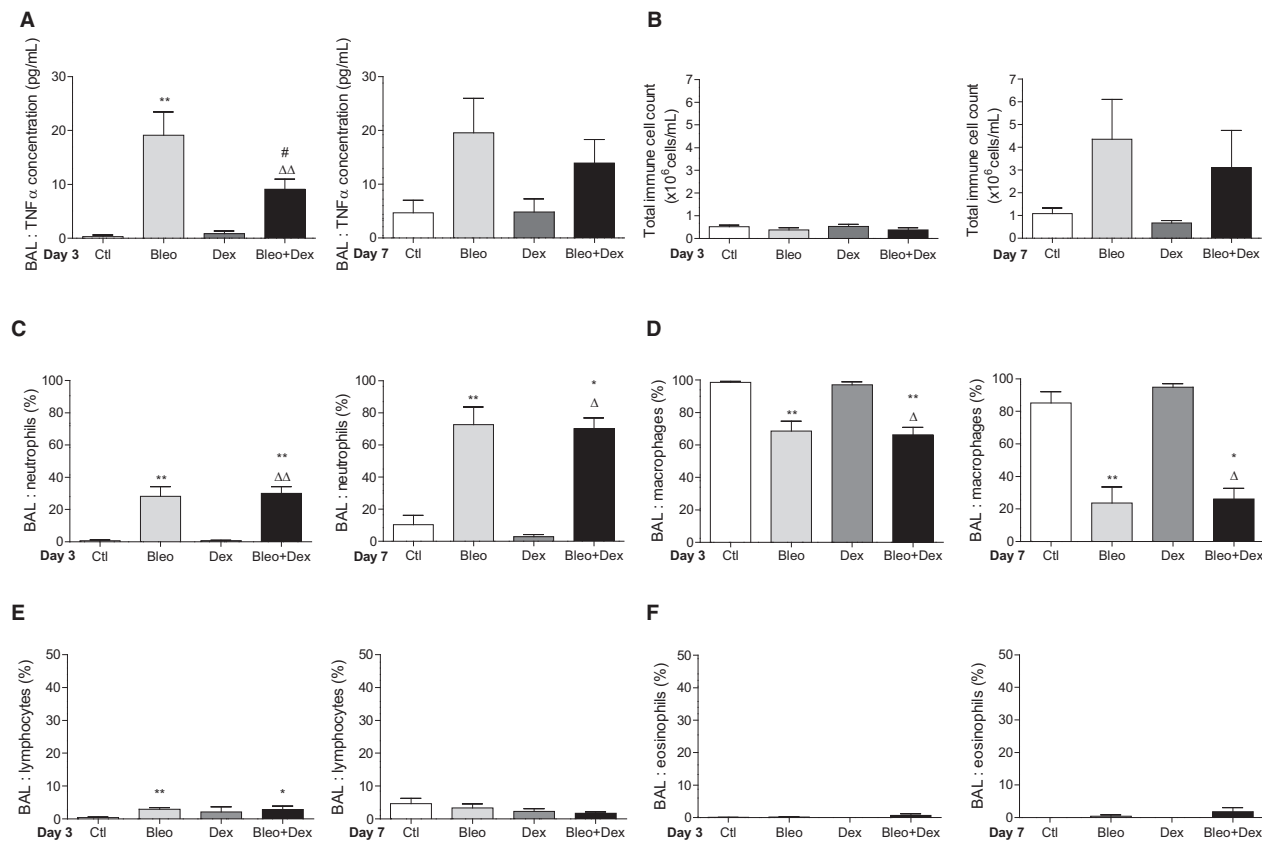 A
BAL : TNFα concentration (pg/mL)
30
20
10
0
**
#
ΔΔ
Day 3 Ctl Bleo Dex Bleo+Dex
BAL : TNFα concentration (pg/mL)
30
20
10
0
Day 7 Ctl Bleo Dex Bleo+Dex
B
Total immune cell count
(x10⁶cells/mL)
7
6
5
4
3
2
1
0
Day 3 Ctl Bleo Dex Bleo+Dex
Total immune cell count
(x10⁶cells/mL)
7
6
5
4
3
2
1
0
Day 7 Ctl Bleo Dex Bleo+Dex
C
BAL : neutrophils (%)
100
80
60
40
20
0
**
**
ΔΔ
Day 3 Ctl Bleo Dex Bleo+Dex
BAL : neutrophils (%)
100
80
60
40
20
0
**
*
Δ
Day 7 Ctl Bleo Dex Bleo+Dex
D
BAL : macrophages (%)
100
80
60
40
20
0
**
**
Δ
Day 3 Ctl Bleo Dex Bleo+Dex
BAL : macrophages (%)
100
80
60
40
20
0
**
*
Δ
Day 7 Ctl Bleo Dex Bleo+Dex
E
BAL : lymphocytes (%)
50
40
30
20
10
0
**
*
Day 3 Ctl Bleo Dex Bleo+Dex
BAL : lymphocytes (%)
50
40
30
20
10
0
Day 7 Ctl Bleo Dex Bleo+Dex
F
BAL : eosinophils (%)
50
40
30
20
10
0
Day 3 Ctl Bleo Dex Bleo+Dex
BAL : eosinophils (%)
50
40
30
20
10
0
Day 7 Ctl Bleo Dex Bleo+Dex